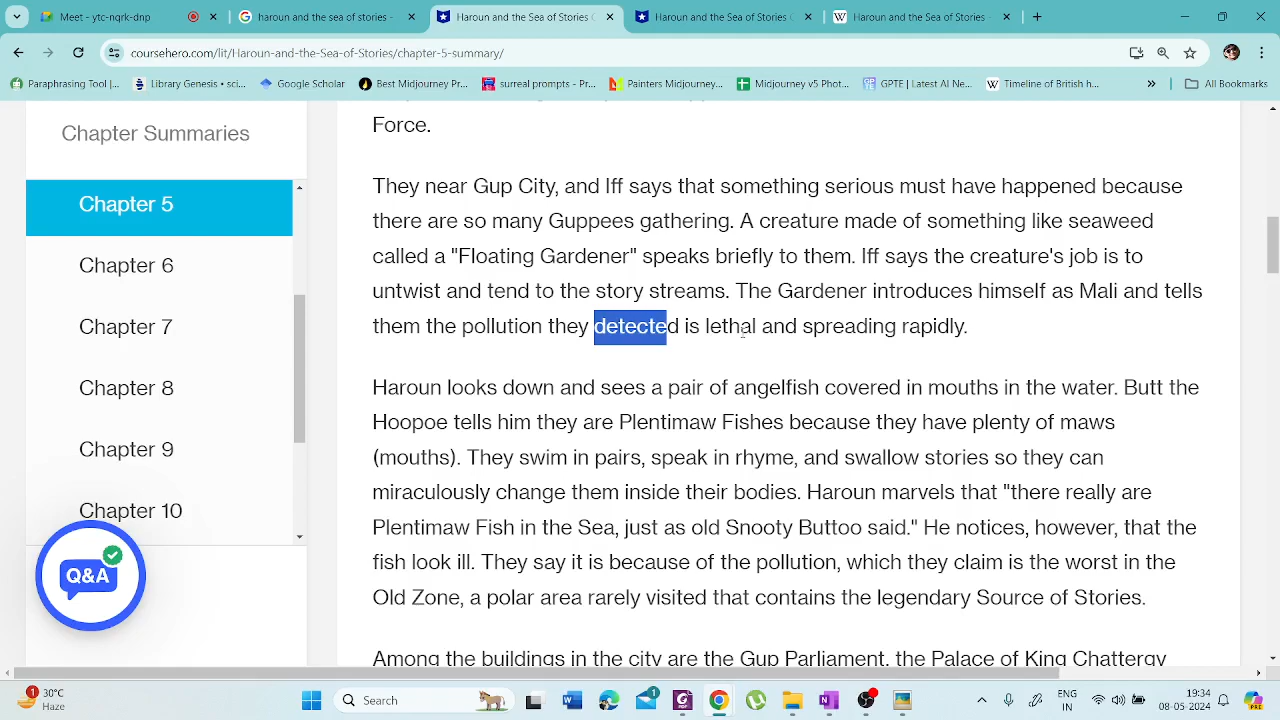 Meet - ytc-nqrk-dnp
haroun and the sea of stories -
Haroun and the Sea of Stories C
Haroun and the Sea of Stories C
Haroun and the Sea of Stories -
coursehero.com/lit/Haroun-and-the-Sea-of-Stories/chapter-5-summary/
Paraphrasing Tool |...
Library Genesis • sci...
Google Scholar
Best Midjourney Pro...
surreal prompts - Pr...
Painters Midjourney...
Midjourney v5 Phot...
GPTE | Latest AI Ne...
Timeline of British h...
All Bookmarks
Chapter Summaries
Chapter 5
Chapter 6
Chapter 7
Chapter 8
Chapter 9
Chapter 10
Q&A
Force.
They near Gup City, and Iff says that something serious must have happened because
there are so many Guppees gathering. A creature made of something like seaweed
called a "Floating Gardener" speaks briefly to them. Iff says the creature's job is to
untwist and tend to the story streams. The Gardener introduces himself as Mali and tells
them the pollution they detected is lethal and spreading rapidly.
Haroun looks down and sees a pair of angelfish covered in mouths in the water. Butt the
Hoopoe tells him they are Plentimaw Fishes because they have plenty of maws
(mouths). They swim in pairs, speak in rhyme, and swallow stories so they can
miraculously change them inside their bodies. Haroun marvels that "there really are
Plentimaw Fish in the Sea, just as old Snooty Buttoo said." He notices, however, that the
fish look ill. They say it is because of the pollution, which they claim is the worst in the
Old Zone, a polar area rarely visited that contains the legendary Source of Stories.
Among the buildings in the city are the Gup Parliament, the Palace of King Chattergy
1
30°C
Haze
Search
1
ENG
IN
19:34
08-05-2024
PRE